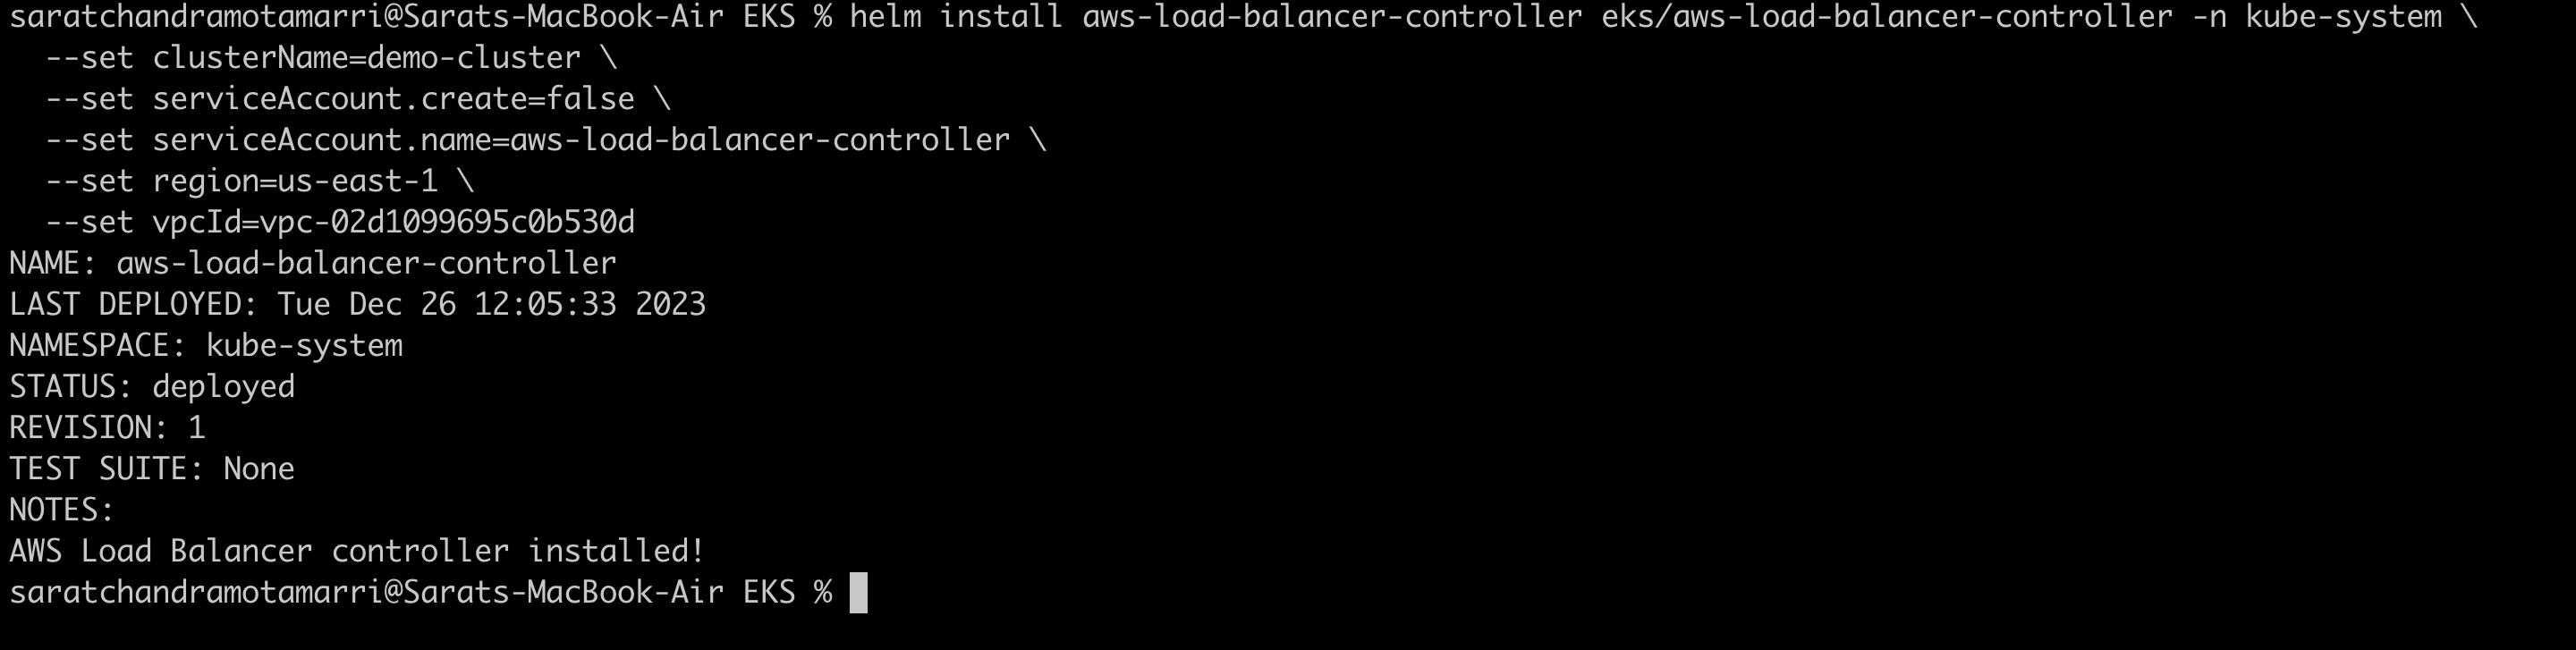 saratchandramotamarri@Sarats-MacBook-Air EKS % helm install aws-load-balancer-controller eks/aws-load-balancer-controller -n kube-system \
  --set clusterName=demo-cluster \
  --set serviceAccount.create=false \
  --set serviceAccount.name=aws-load-balancer-controller \
  --set region=us-east-1 \
  --set vpcId=vpc-02d1099695c0b530d
NAME: aws-load-balancer-controller
LAST DEPLOYED: Tue Dec 26 12:05:33 2023
NAMESPACE: kube-system
STATUS: deployed
REVISION: 1
TEST SUITE: None
NOTES:
AWS Load Balancer controller installed!
saratchandramotamarri@Sarats-MacBook-Air EKS %